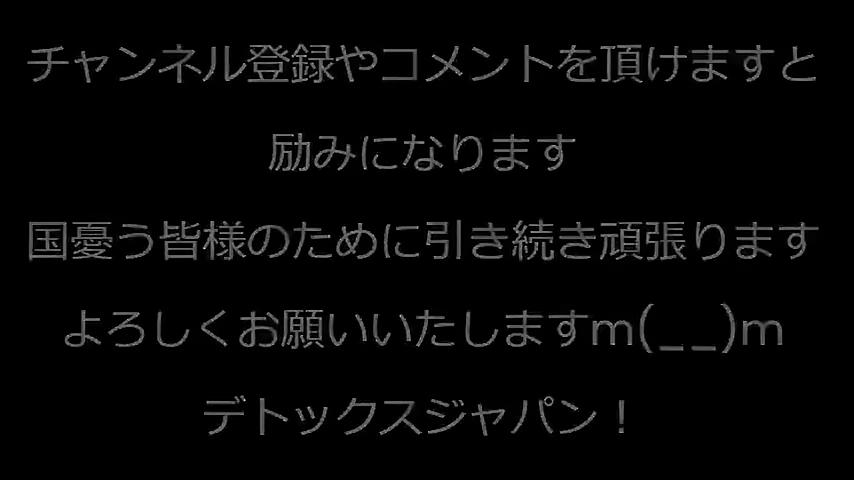 チャンネル登録やコメントを頂けますと
励みになります
国憂う皆様のために引き続き頑張ります
よろしくお願いいたしますm(__)m
デトックスジャパン！